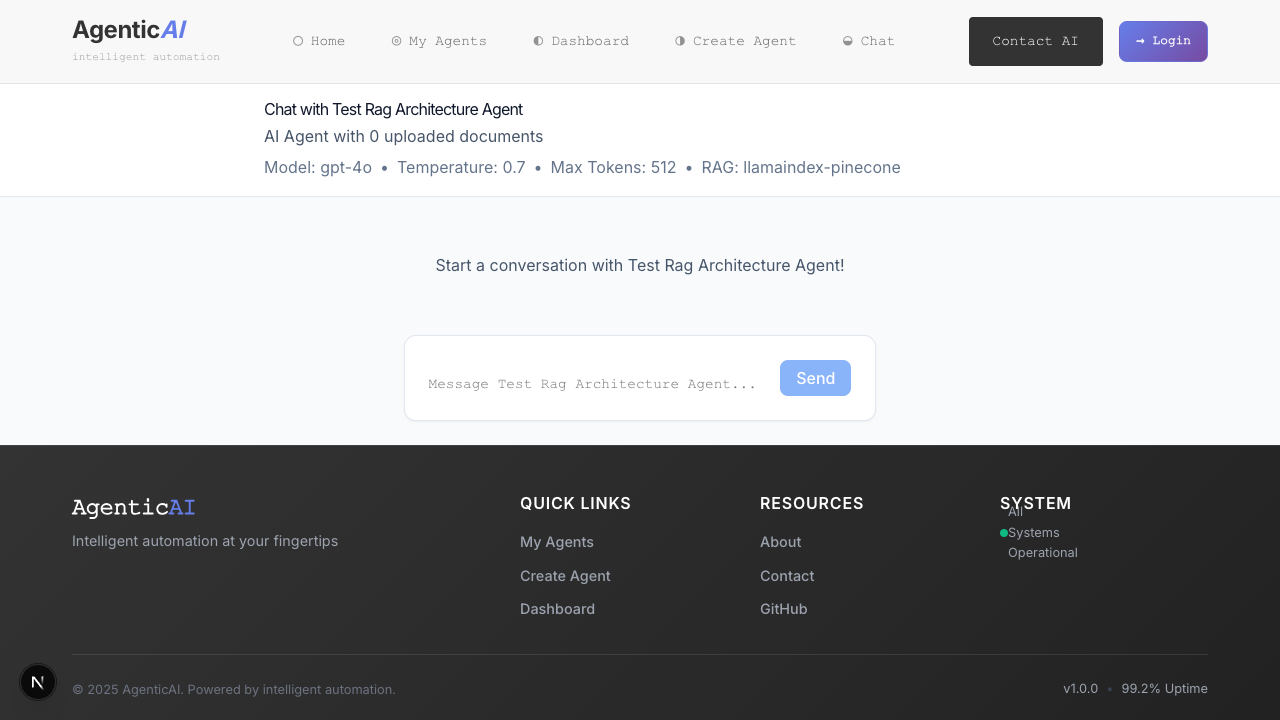 AgenticAI
intelligent automation
○ Home ◎ My Agents ◐ Dashboard ◑ Create Agent ◒ Chat
Contact AI
→ Login
Chat with Test Rag Architecture Agent
AI Agent with 0 uploaded documents
Model: gpt-4o • Temperature: 0.7 • Max Tokens: 512 • RAG: llamaindex-pinecone
Start a conversation with Test Rag Architecture Agent!
Message Test Rag Architecture Agent...
Send
AgenticAI
Intelligent automation at your fingertips
QUICK LINKS
My Agents
Create Agent
Dashboard
RESOURCES
About
Contact
GitHub
SYSTEM
All
Systems
Operational
N
© 2025 AgenticAI. Powered by intelligent automation.
v1.0.0 • 99.2% Uptime